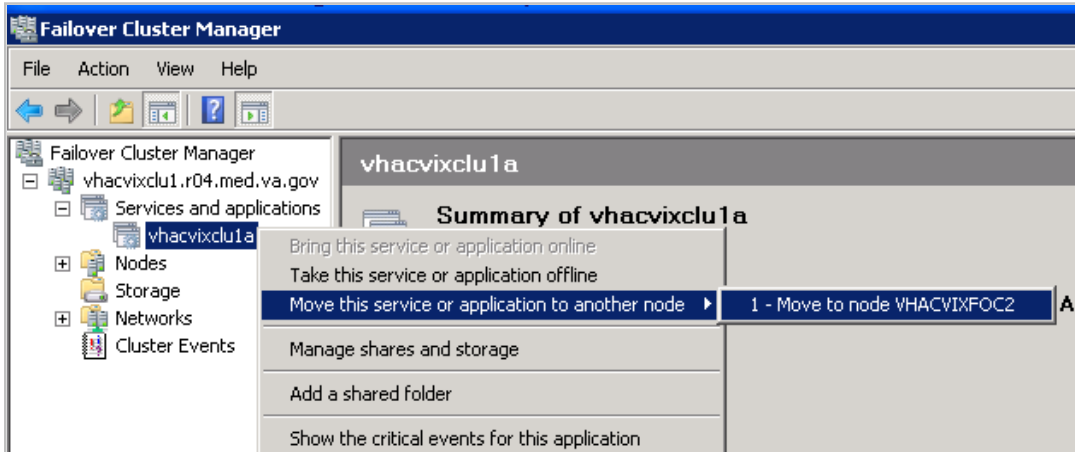 Failover Cluster Manager
File Action View Help
Failover Cluster Manager
vhacvixclu1.r04.med.va.gov
Services and applications
vhacvixclu1a
Nodes
Storage
Networks
Cluster Events
vhacvixclu1a
Summary of vhacvixclu1a
Bring this service or application online
Take this service or application offline
Move this service or application to another node
1 - Move to node VHACVIXFOC2
A
Manage shares and storage
Add a shared folder
Show the critical events for this application